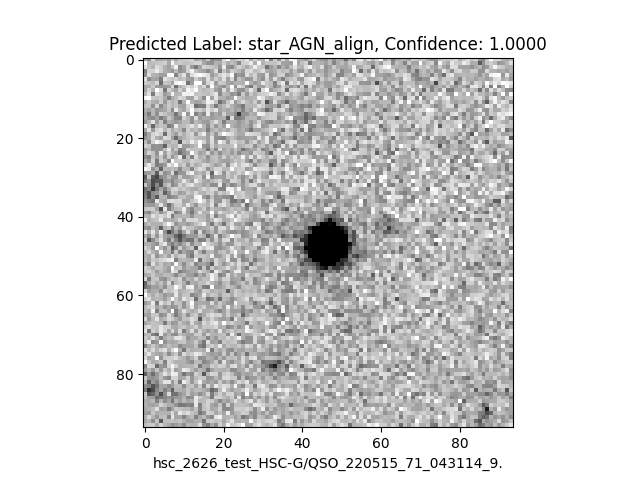 Predicted Label: star_AGN_align, Confidence: 1.0000
0
20
40
60
80
0 20 40 60 80
hsc_2626_test_HSC-G/QSO_220515_71_043114_9.